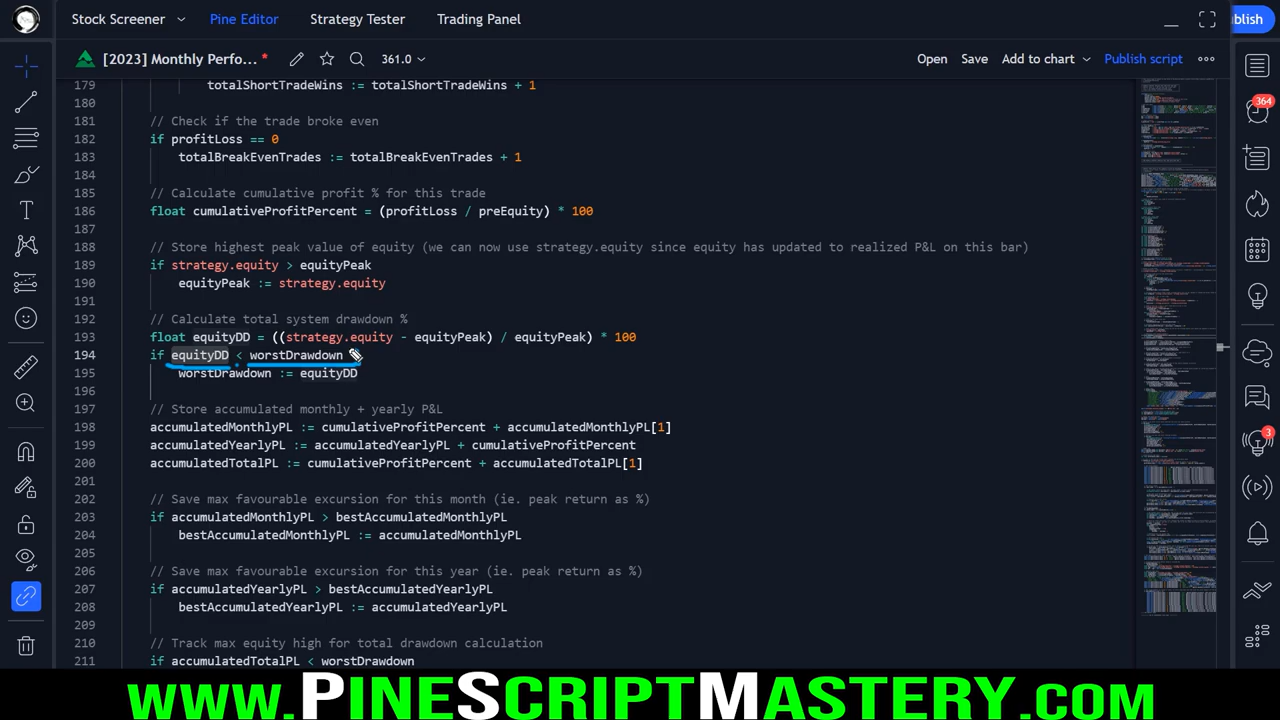 Stock Screener
Pine Editor
Strategy Tester
Trading Panel
blish
[2023] Monthly Perfo... *
361.0
Open
Save
Add to chart
Publish script
179 totalShortTradeWins := totalShortTradeWins + 1
180
181 // Check if the trade broke even
182 if profitLoss == 0
183 totalBreakEvenTrades := totalBreakEvenTrades + 1
184
185 // Calculate cumulative profit % for this trade
186 float cumulativeProfitPercent = (profitLoss / preEquity) * 100
187
188 // Store highest peak value of equity (we can now use strategy.equity since equity has updated to realized P&L on this bar)
189 if strategy.equity > equityPeak
190 equityPeak := strategy.equity
191
192 // Calculate total system drawdown %
193 float equityDD = ((strategy.equity - equityPeak) / equityPeak) * 100
194 if equityDD < worstDrawdown
195 worstDrawdown := equityDD
196
197 // Store accumulated monthly + yearly P&L
198 accumulatedMonthlyPL := cumulativeProfitPercent + accumulatedMonthlyPL[1]
199 accumulatedYearlyPL := accumulatedYearlyPL + cumulativeProfitPercent
200 accumulatedTotalPL := cumulativeProfitPercent + accumulatedTotalPL[1]
201
202 // Save max favourable excursion for this month (ie. peak return as %)
203 if accumulatedMonthlyPL > bestAccumulatedMonthlyPL
204 bestAccumulatedMonthlyPL := accumulatedMonthlyPL
205
206 // Save max favourable excursion for this year (ie. peak return as %)
207 if accumulatedYearlyPL > bestAccumulatedYearlyPL
208 bestAccumulatedYearlyPL := accumulatedYearlyPL
209
210 // Track max equity high for total drawdown calculation
211 if accumulatedTotalPL < worstDrawdown
364
3
www.PineScriptMastery.com